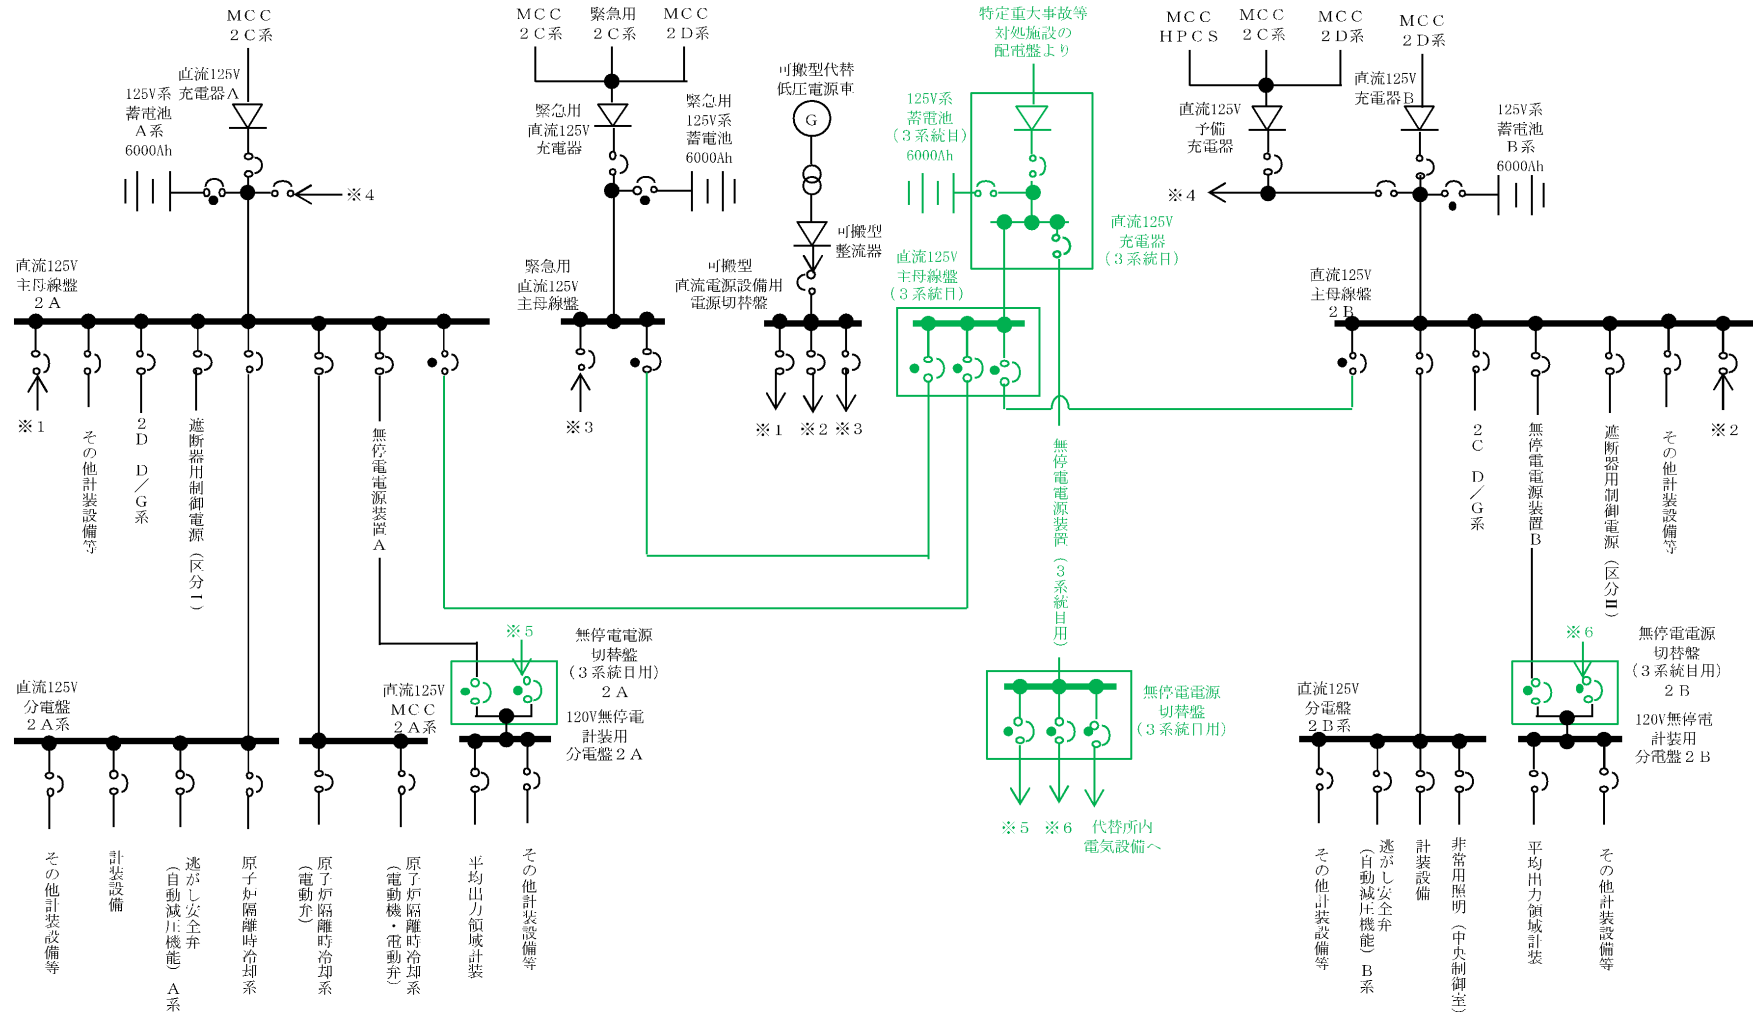 ＭＣＣ
２Ｃ系
直流125V
充電器Ａ
125V系
蓄電池
Ａ系
6000Ah
※４
ＭＣＣ
２Ｃ系
緊急用
２Ｃ系
ＭＣＣ
２Ｄ系
緊急用
直流125V
充電器
緊急用
125V系
蓄電池
6000Ah
可搬型代替
低圧電源車
Ｇ
可搬型
整流器
特定重大事故等
対処施設の
配電盤より
125V系
蓄電池
（３系統目）
6000Ah
直流125V
充電器
（３系統目）
ＭＣＣ
ＨＰＣＳ
ＭＣＣ
２Ｃ系
ＭＣＣ
２Ｄ系
ＭＣＣ
２Ｄ系
直流125V
予備
充電器
直流125V
充電器Ｂ
125V系
蓄電池
Ｂ系
6000Ah
※４
直流125V
主母線盤
２Ａ
緊急用
直流125V
主母線盤
可搬型
直流電源設備用
電源切替盤
直流125V
主母線盤
（３系統目）
直流125V
主母線盤
２Ｂ
※１
その他計装設備等
２Ｄ　Ｄ／Ｇ系
遮断器用制御電源（区分Ⅰ）
無停電電源装置Ａ
※３
※１
※２
※３
無停電電源装置（３系統目用）
２Ｃ　Ｄ／Ｇ系
無停電電源装置Ｂ
遮断器用制御電源（区分Ⅱ）
その他計装設備等
※２
※５
無停電電源
切替盤
（３系統目用）
２Ａ
120V無停電
計装用
分電盤２Ａ
直流125V
分電盤
２Ａ系
直流125V
ＭＣＣ
２Ａ系
無停電電源
切替盤
（３系統目用）
※５
※６
代替所内
電気設備へ
直流125V
分電盤
２Ｂ系
※６
無停電電源
切替盤
（３系統目用）
２Ｂ
120V無停電
計装用
分電盤２Ｂ
その他計装設備等
計装設備
逃がし安全弁
（自動減圧機能）Ａ系
原子炉隔離時冷却系
原子炉隔離時冷却系
（電動弁）
原子炉隔離時冷却系
（電動機・電動弁）
平均出力領域計装
その他計装設備等
その他計装設備等
逃がし安全弁
（自動減圧機能）Ｂ系
計装設備
非常用照明（中央制御室）
平均出力領域計装
その他計装設備等